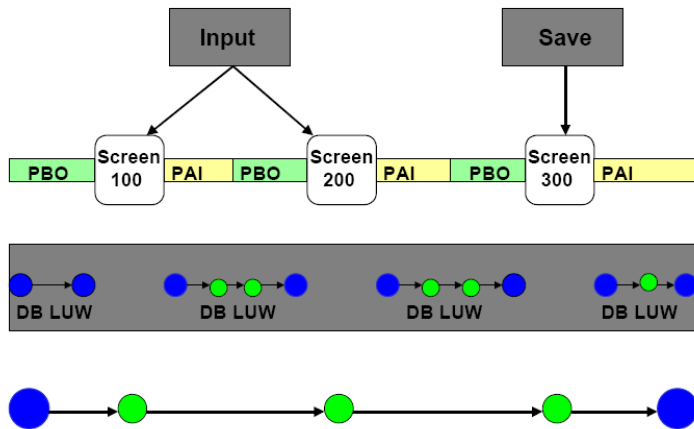 Input
Save
Screen
100
Screen
200
Screen
300
PBO
PAI
PBO
PAI
PBO
PAI
DB LUW
DB LUW
DB LUW
DB LUW